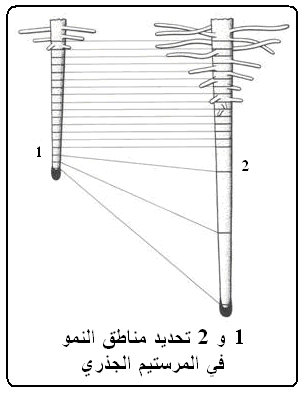 1
2
1 و 2 تحديد مناطق النمو
في المرستيم الجذري